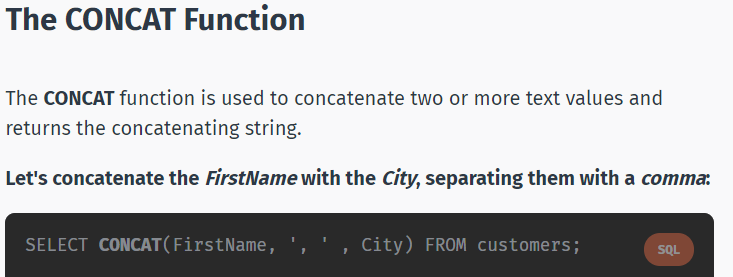 The CONCAT Function
The CONCAT function is used to concatenate two or more text values and
returns the concatenating string.
Let's concatenate the FirstName with the City, separating them with a comma:
SELECT CONCAT(FirstName, ', ' , City) FROM customers;
SQL